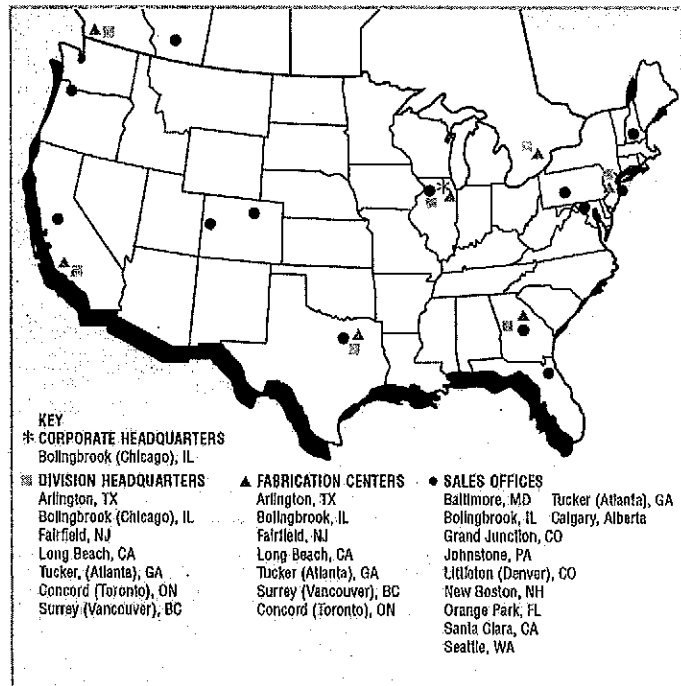 KEY
✻ CORPORATE HEADQUARTERS
Bolingbrook (Chicago), IL
DIVISION HEADQUARTERS
Arlington, TX
Bolingbrook (Chicago), IL
Fairfield, NJ
Long Beach, CA
Tucker, (Atlanta), GA
Concord (Toronto), ON
Surrey (Vancouver), BC
▲ FABRICATION CENTERS
Arlington, TX
Bolingbrook, IL
Fairfield, NJ
Long Beach, CA
Tucker (Atlanta), GA
Surrey (Vancouver), BC
Concord (Toronto), ON
● SALES OFFICES
Baltimore, MD
Bolingbrook, IL
Grand Junction, CO
Johnstone, PA
Littleton (Denver), CO
New Boston, NH
Orange Park, FL
Santa Clara, CA
Seattle, WA
Tucker (Atlanta), GA
Calgary, Alberta